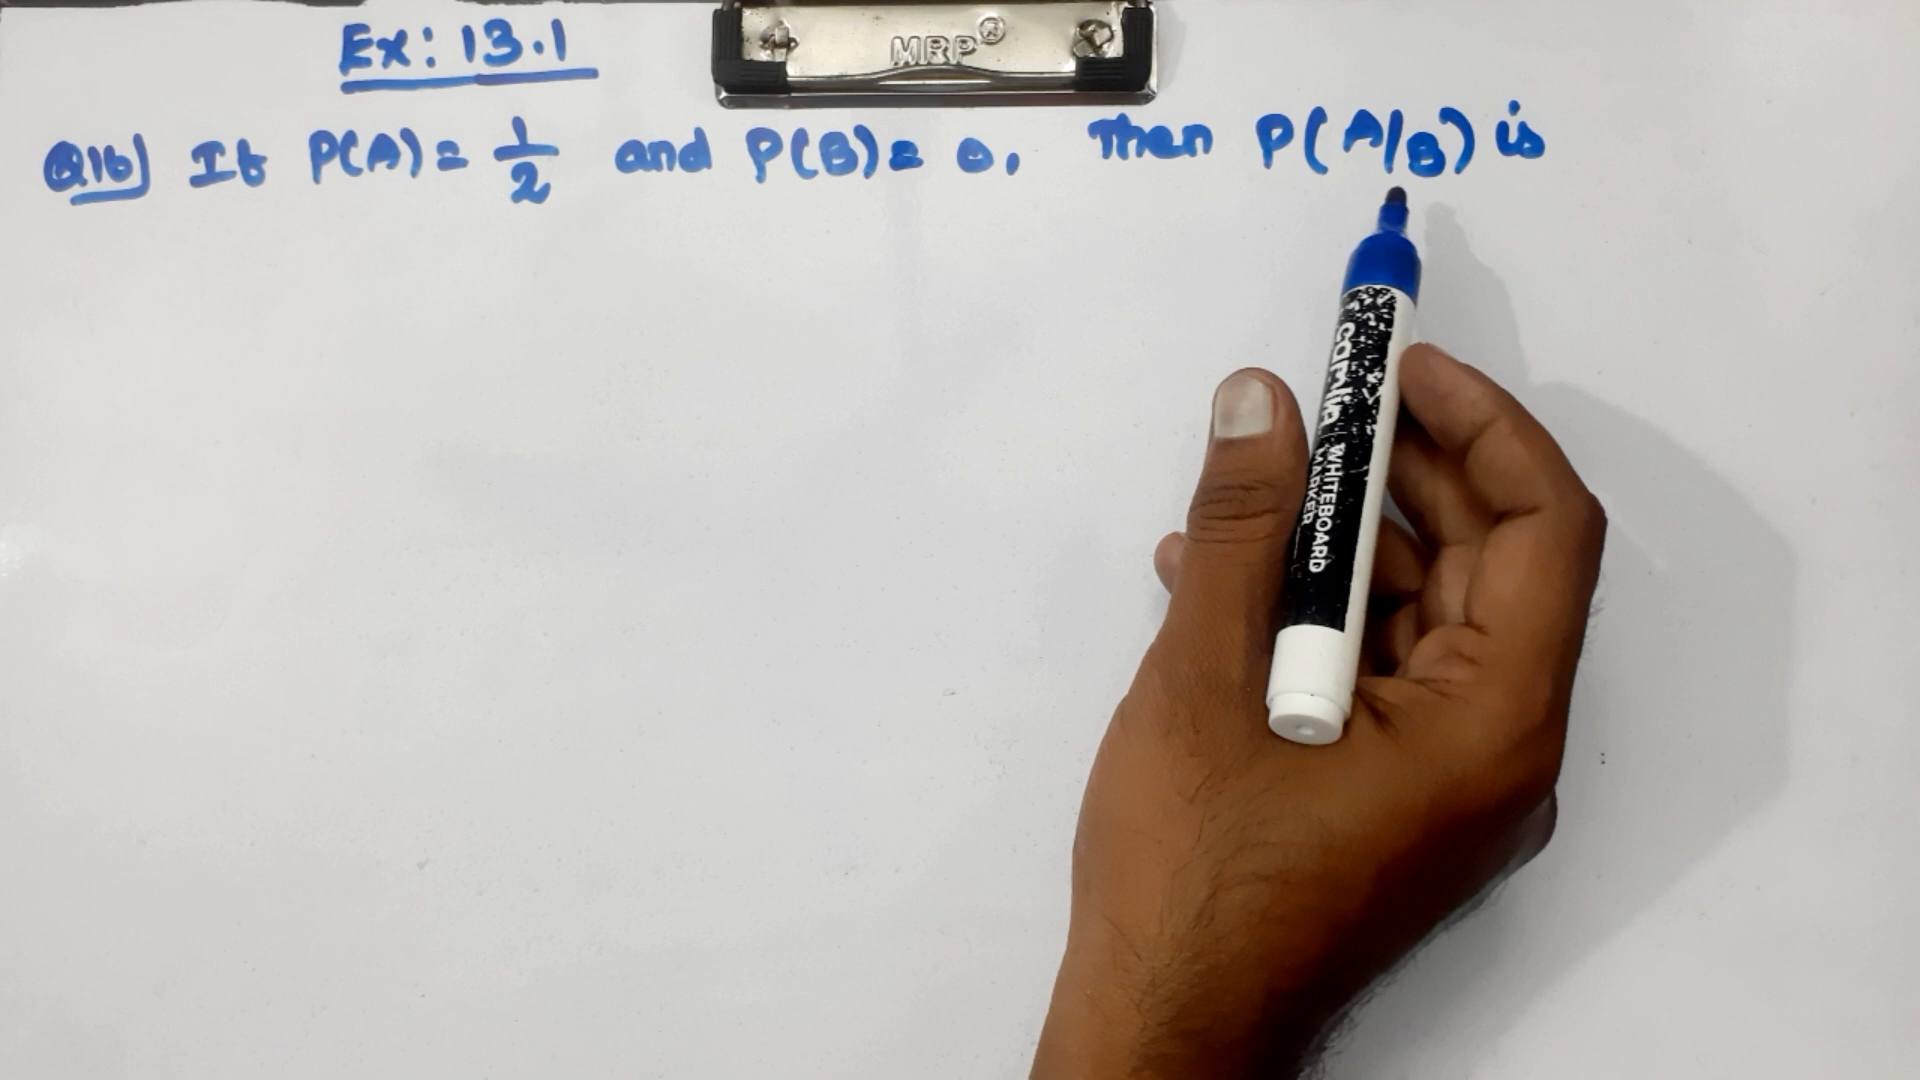 Ex: 13.1
MRP®
Q16) If P(A) = 1/2 and P(B) = 0. Then P(A/B) is
camlin WHITEBOARD
MARKER